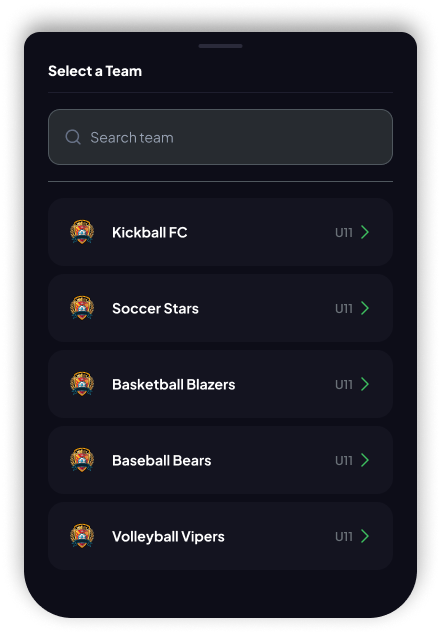 Select a Team
Search team
Kickball FC U11
Soccer Stars U11
Basketball Blazers U11
Baseball Bears U11
Volleyball Vipers U11